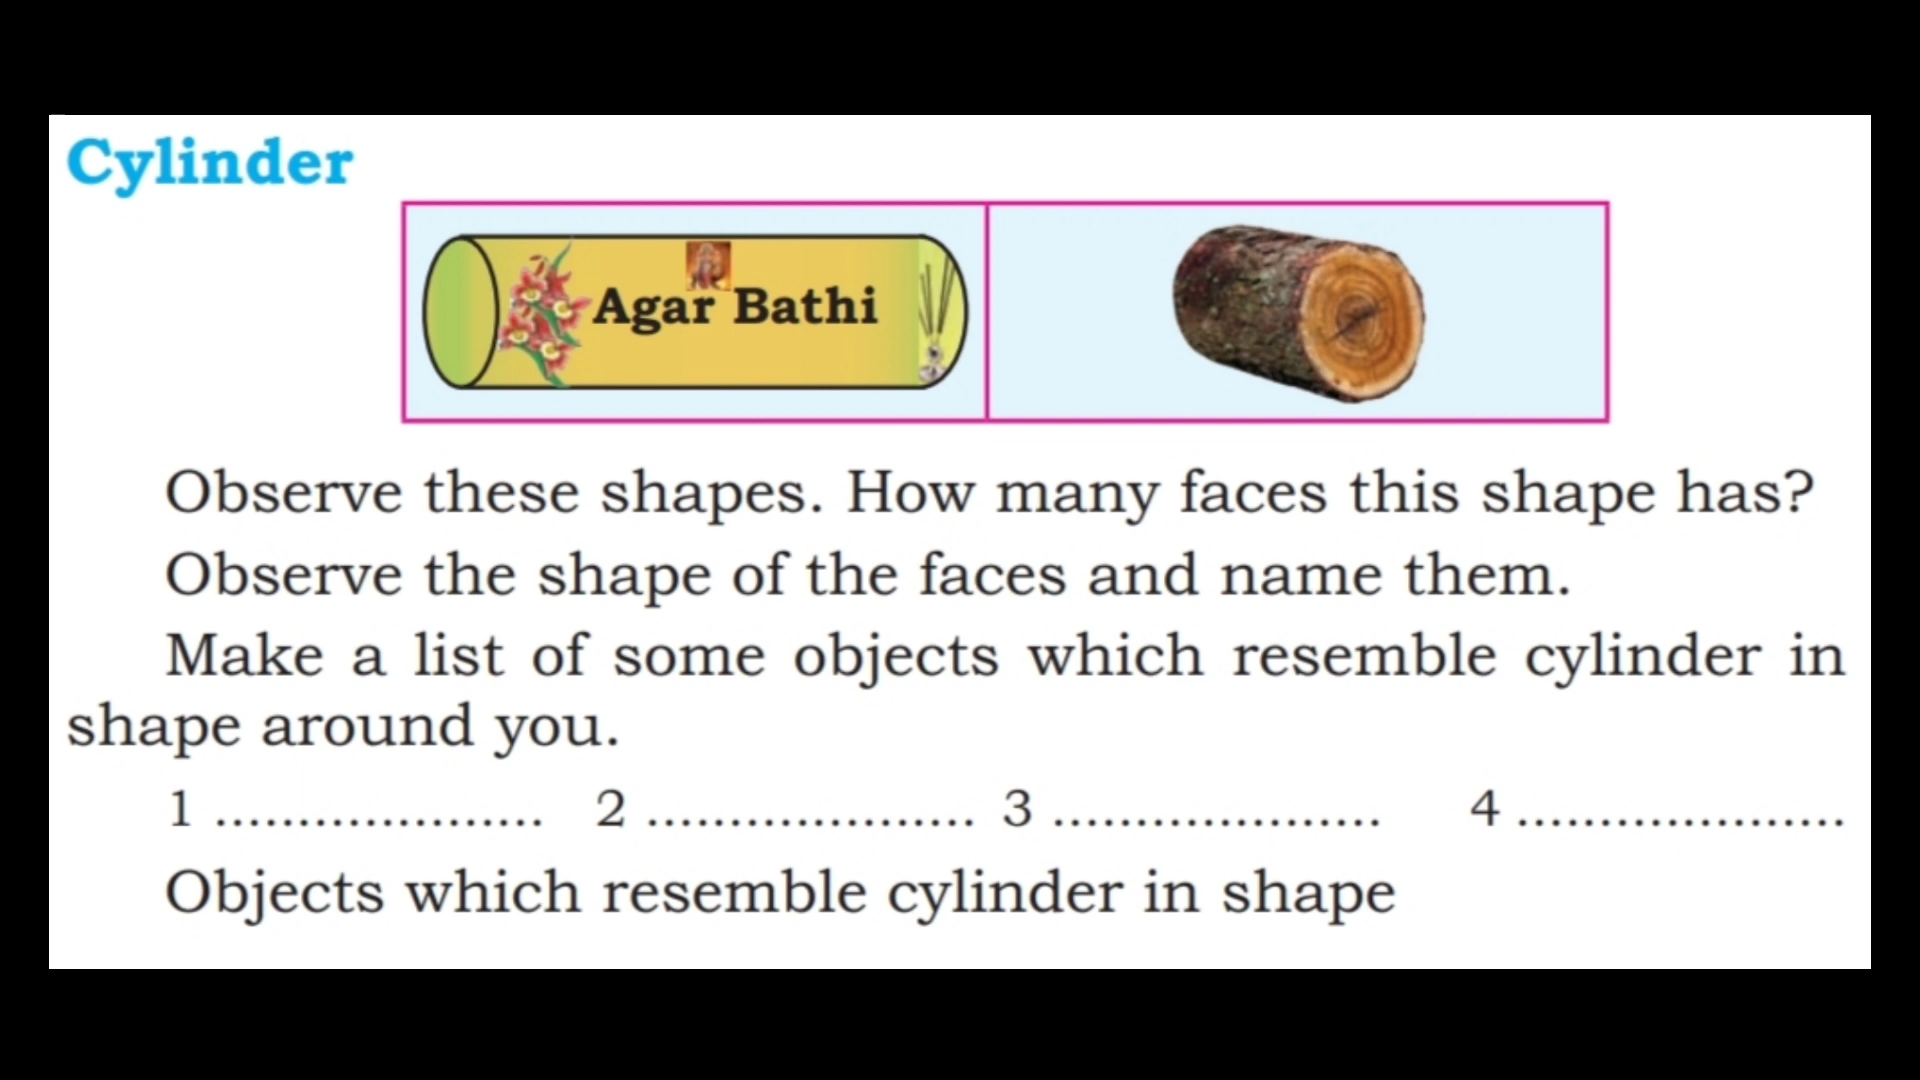 Cylinder
Agar Bathi
Observe these shapes. How many faces this shape has?
Observe the shape of the faces and name them.
Make a list of some objects which resemble cylinder in
shape around you.
1 .................... 2 .................... 3 .................... 4 ....................
Objects which resemble cylinder in shape